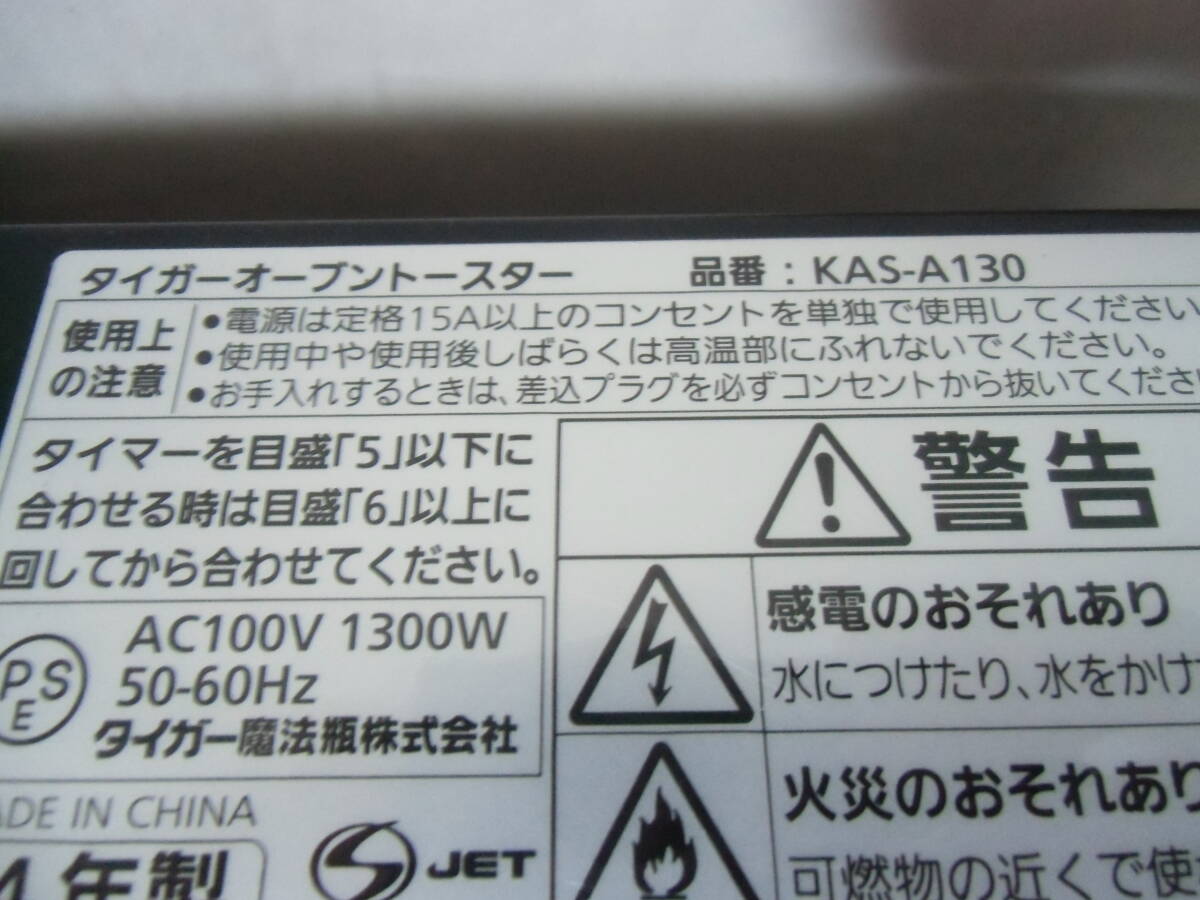 タイガーオーブントースター 品番：KAS-A130
使用上の注意
●電源は定格15A以上のコンセントを単独で使用してください
●使用中や使用後しばらくは高温部にふれないでください。
●お手入れするときは、差込プラグを必ずコンセントから抜いてくださ
タイマーを目盛「5」以下に
合わせる時は目盛「6」以上に
回してから合わせてください。
警告
感電のおそれあり
水につけたり、水をかけ
火災のおそれあり
可燃物の近くで使
PSE
AC100V 1300W
50-60Hz
タイガー魔法瓶株式会社
MADE IN CHINA
4年製
S JET